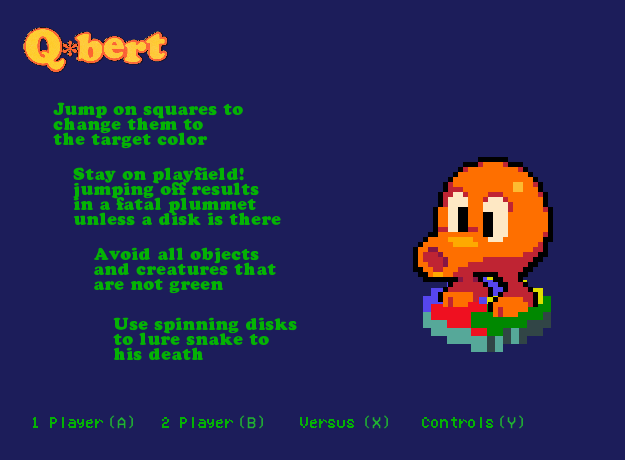 Q*bert
Jump on squares to
change them to
the target color
Stay on playfield!
jumping off results
in a fatal plummet
unless a disk is there
Avoid all objects
and creatures that
are not green
Use spinning disks
to lure snake to
his death
1 Player (A) 2 Player (B) Versus (X) Controls (Y)